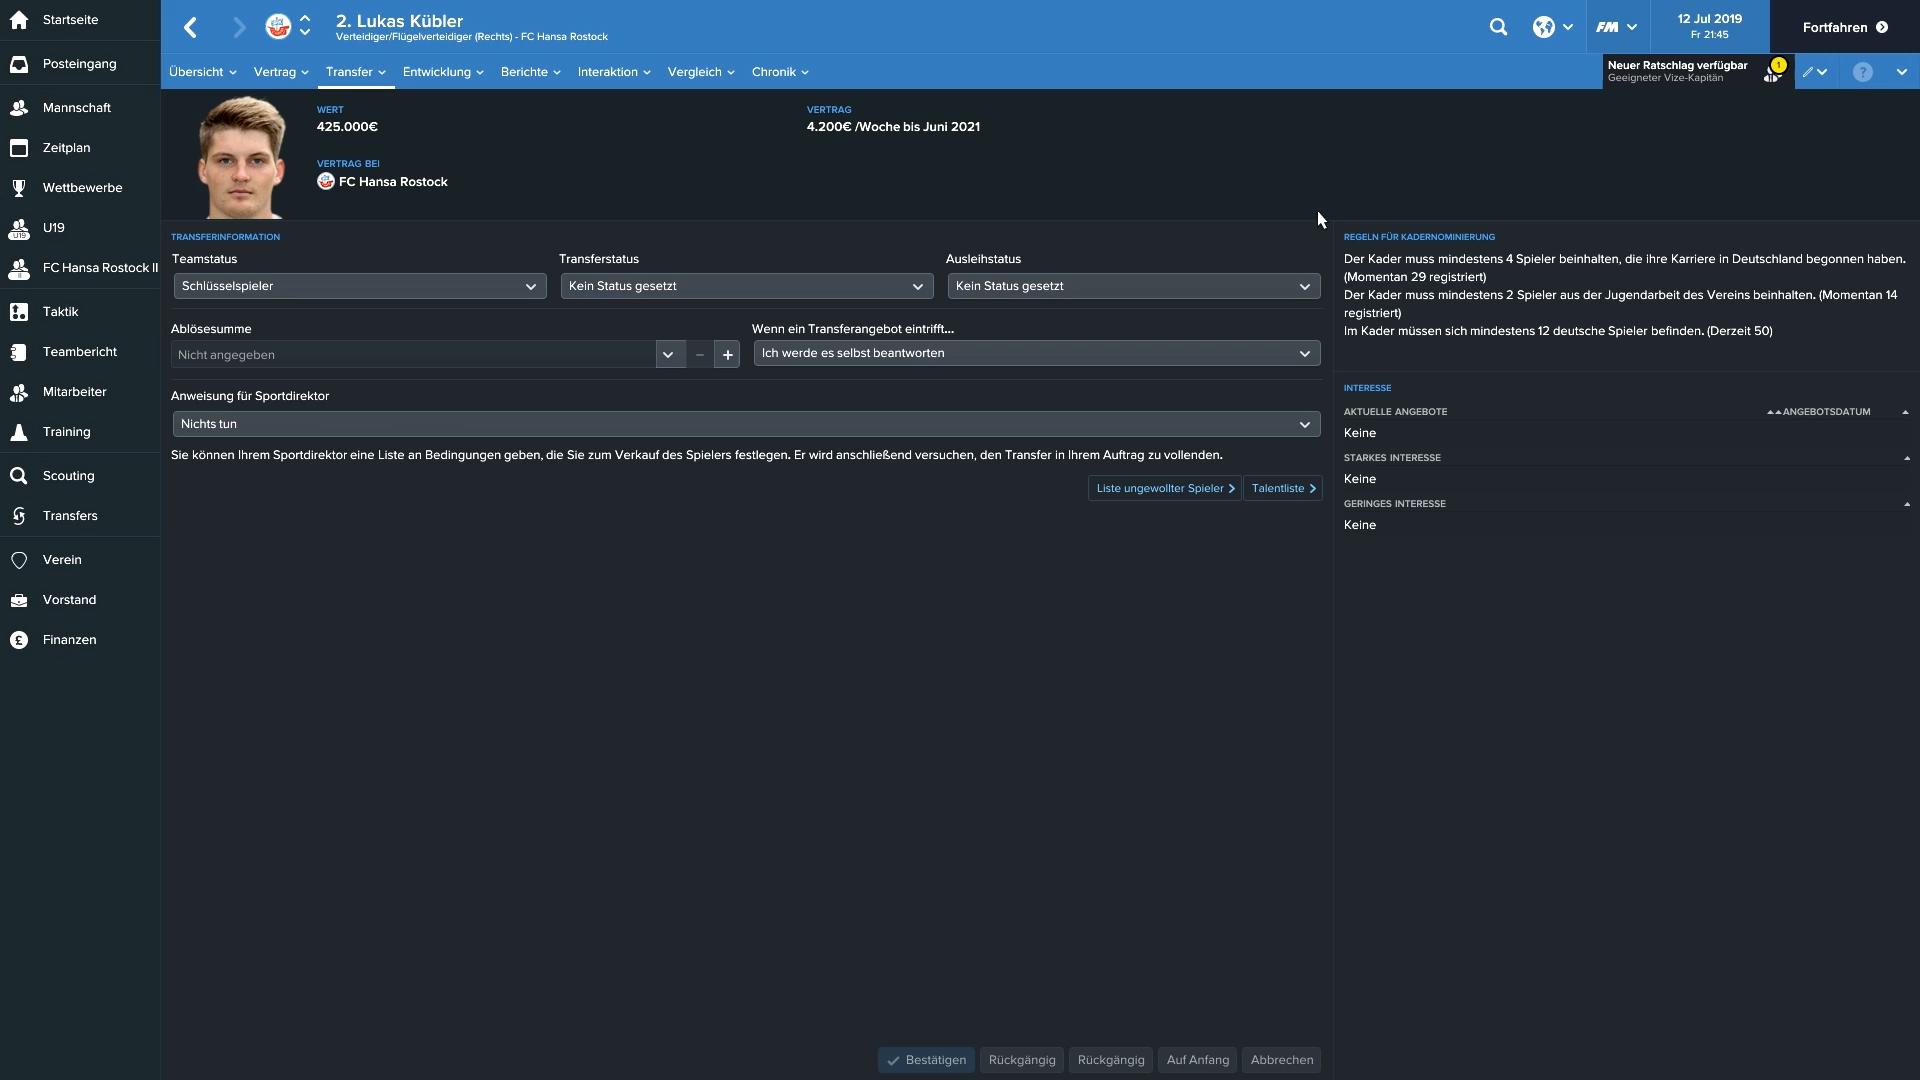 Startseite
Posteingang
Mannschaft
Zeitplan
Wettbewerbe
U19
FC Hansa Rostock II
Taktik
Teambericht
Mitarbeiter
Training
Scouting
Transfers
Verein
Vorstand
Finanzen
2. Lukas Kübler
Verteidiger/Flügelverteidiger (Rechts) - FC Hansa Rostock
FM
12 Jul 2019
Fr 21:45
Fortfahren
Übersicht Vertrag Transfer Entwicklung Berichte Interaktion Vergleich Chronik
Neuer Ratschlag verfügbar
Geeigneter Vize-Kapitän
1
?
WERT
425.000€
VERTRAG
4.200€ /Woche bis Juni 2021
VERTRAG BEI
FC Hansa Rostock
TRANSFERINFORMATION
Teamstatus
Schlüsselspieler
Transferstatus
Kein Status gesetzt
Ausleihstatus
Kein Status gesetzt
Ablösesumme
Nicht angegeben
− +
Wenn ein Transferangebot eintrifft...
Ich werde es selbst beantworten
Anweisung für Sportdirektor
Nichts tun
Sie können Ihrem Sportdirektor eine Liste an Bedingungen geben, die Sie zum Verkauf des Spielers festlegen. Er wird anschließend versuchen, den Transfer in Ihrem Auftrag zu vollenden.
Liste ungewollter Spieler Talentliste
REGELN FÜR KADERNOMINIERUNG
Der Kader muss mindestens 4 Spieler beinhalten, die ihre Karriere in Deutschland begonnen haben.
(Momentan 29 registriert)
Der Kader muss mindestens 2 Spieler aus der Jugendarbeit des Vereins beinhalten. (Momentan 14
registriert)
Im Kader müssen sich mindestens 12 deutsche Spieler befinden. (Derzeit 50)
INTERESSE
AKTUELLE ANGEBOTE ANGEBOTSDATUM
Keine
STARKES INTERESSE
Keine
GERINGES INTERESSE
Keine
Bestätigen Rückgängig Rückgängig Auf Anfang Abbrechen